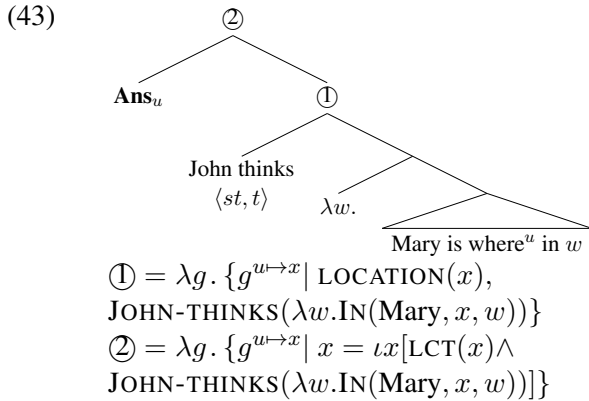 (43)
②
Ans_u
①
John thinks
⟨st, t⟩
λw.
Mary is where^u in w
① = λg. {g^{u↦x}| LOCATION(x),
JOHN-THINKS(λw.IN(Mary, x, w))}
② = λg. {g^{u↦x}| x = ιx[LCT(x)∧
JOHN-THINKS(λw.IN(Mary, x, w))]}